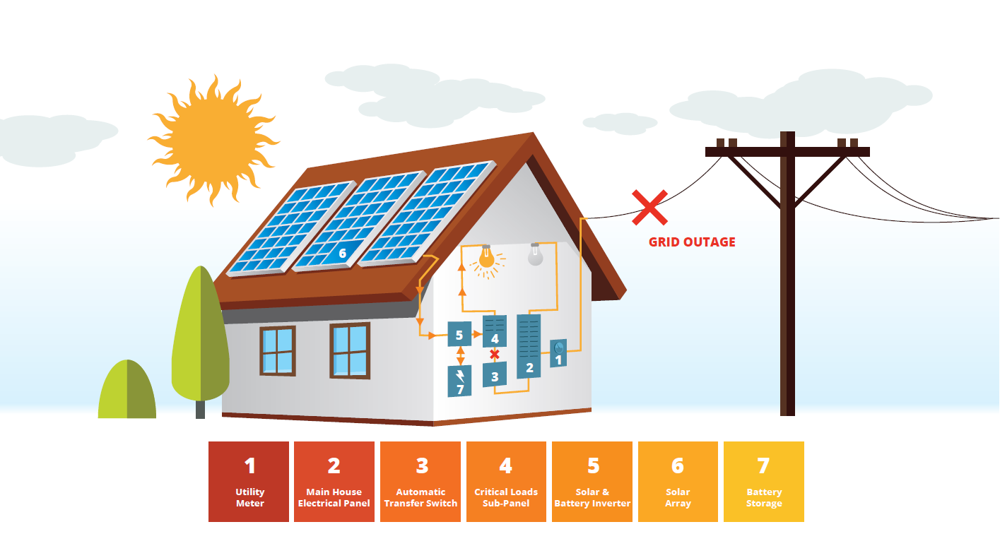 6
GRID OUTAGE
5
4
1
2
3
7
1
Utility
Meter
2
Main House
Electrical Panel
3
Automatic
Transfer Switch
4
Critical Loads
Sub-Panel
5
Solar &
Battery Inverter
6
Solar
Array
7
Battery
Storage